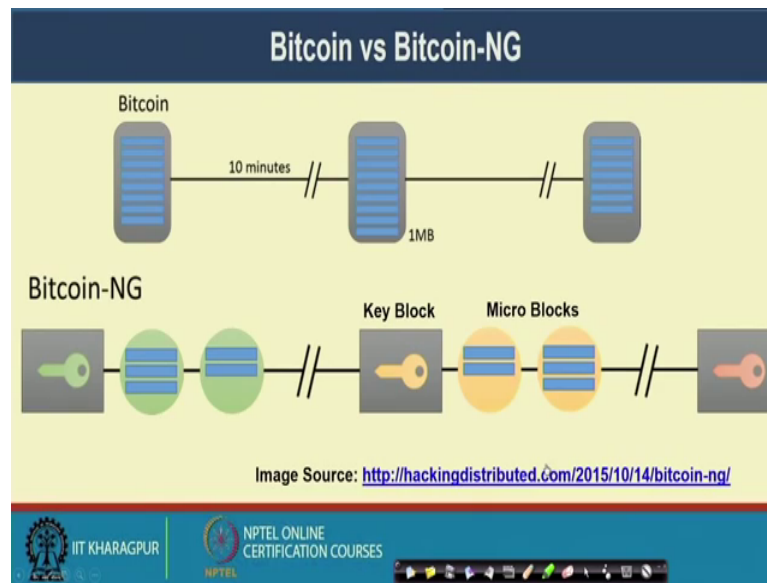 Bitcoin vs Bitcoin-NG
Bitcoin
10 minutes
1MB
Bitcoin-NG
Key Block
Micro Blocks
Image Source: http://hackingdistributed.com/2015/10/14/bitcoin-ng/
IIT KHARAGPUR
NPTEL ONLINE
CERTIFICATION COURSES
NPTEL